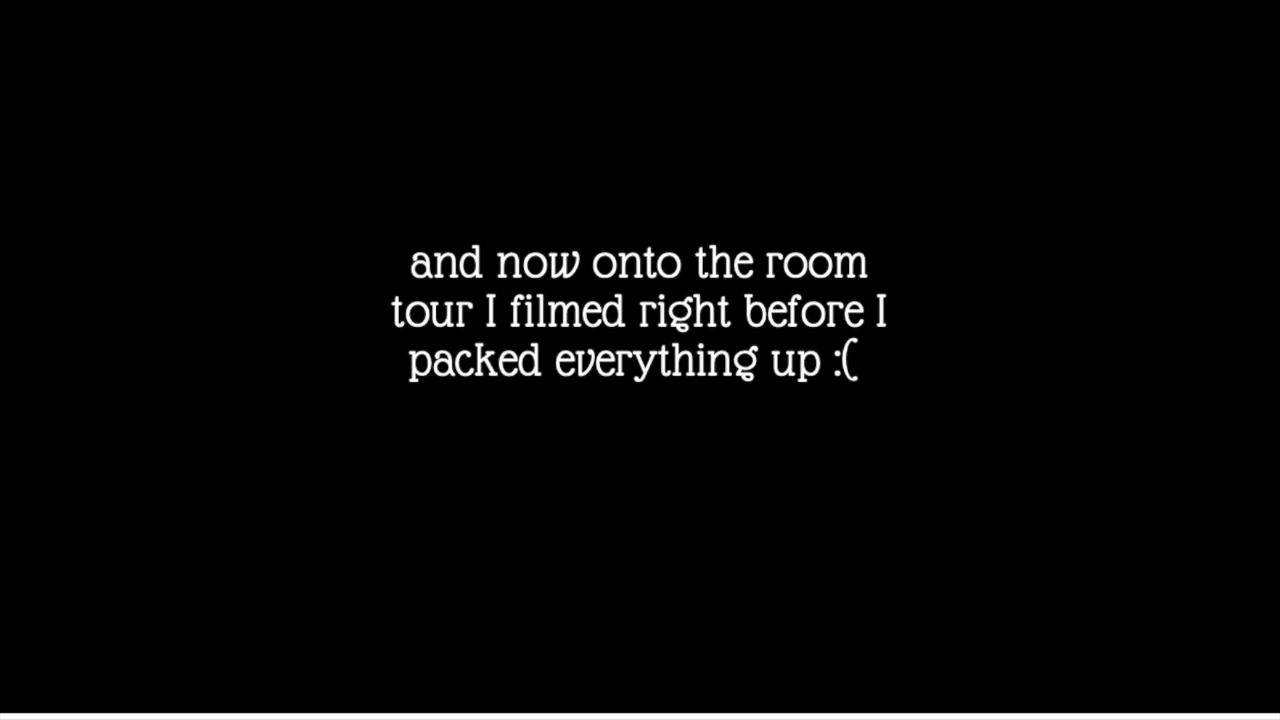 and now onto the room
tour I filmed right before I
packed everything up :(